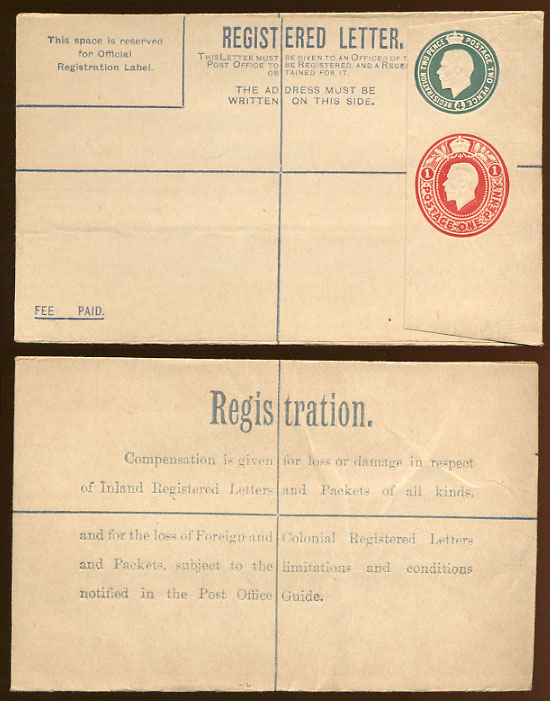 This space is reserved
for Official
Registration Label.
REGISTERED LETTER.
THIS LETTER MUST BE GIVEN TO AN OFFICER OF T
POST OFFICE TO BE REGISTERED, AND A RECE
OBTAINED FOR IT.
THE ADDRESS MUST BE
WRITTEN ON THIS SIDE.
REGISTRATION TWO PENCE POSTAGE TWO PENCE
4D
1 1
POSTAGE-ONE PENNY
FEE PAID.
Registration.
Compensation is given for loss or damage in respect
of Inland Registered Letters and Packets of all kinds,
and for the loss of Foreign and Colonial Registered Letters
and Packets, subject to the limitations and conditions
notified in the Post Office Guide.